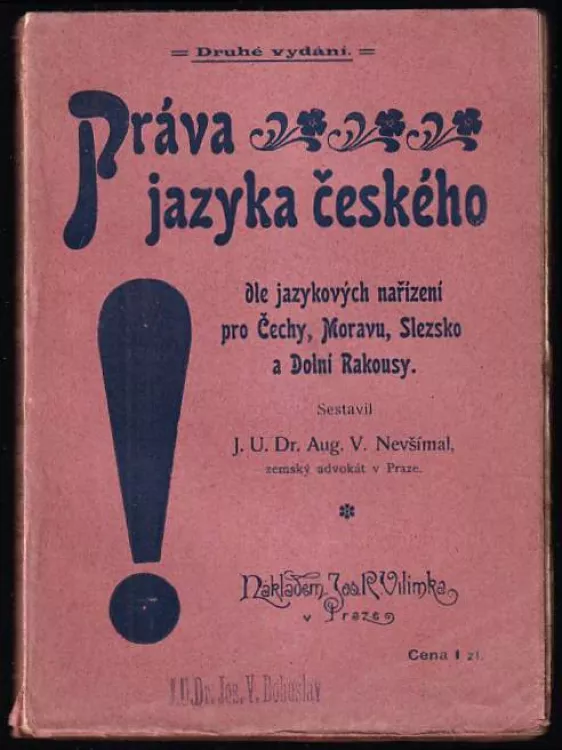 = Druhé vydání. =
Práva
jazyka českého
!
dle jazykových nařízení
pro Čechy, Moravu, Slezsko
a Dolní Rakousy.
Sestavil
J. U. Dr. Aug. V. Nevšímal,
zemský advokát v Praze.
*
Nákladem Jos. R. Vilímka
v Praze
Cena 1 zl.
J.U.Dr. Jos. V. Bohuslav